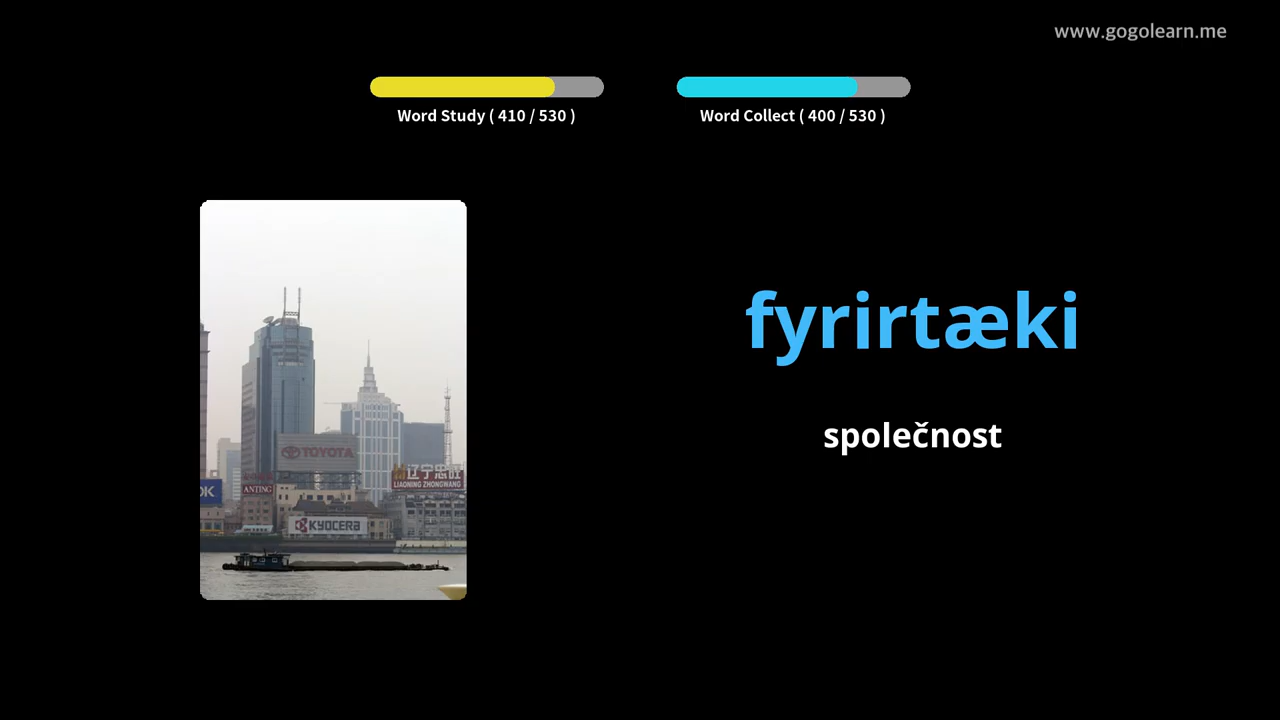 www.gogolearn.me
Word Study ( 410 / 530 )
Word Collect ( 400 / 530 )
fyrirtæki
společnost
TOYOTA
辽宁忠旺
LIAONING ZHONGWANG
OK
ANTING
KYOCERA